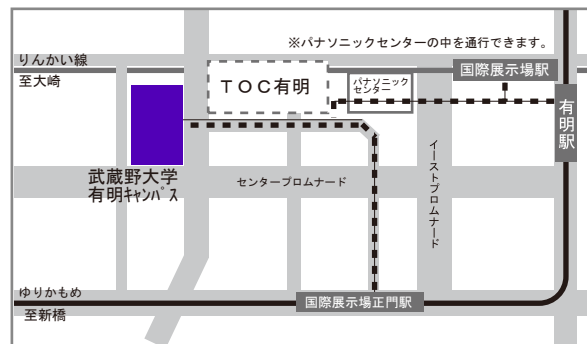 ※パナソニックセンターの中を通行できます。
りんかい線
至大崎
国際展示場駅
TOC有明
パナソニック
センター
有明駅
武蔵野大学
有明キャンパス
センタープロムナード
イーストプロムナード
ゆりかもめ
至新橋
国際展示場正門駅